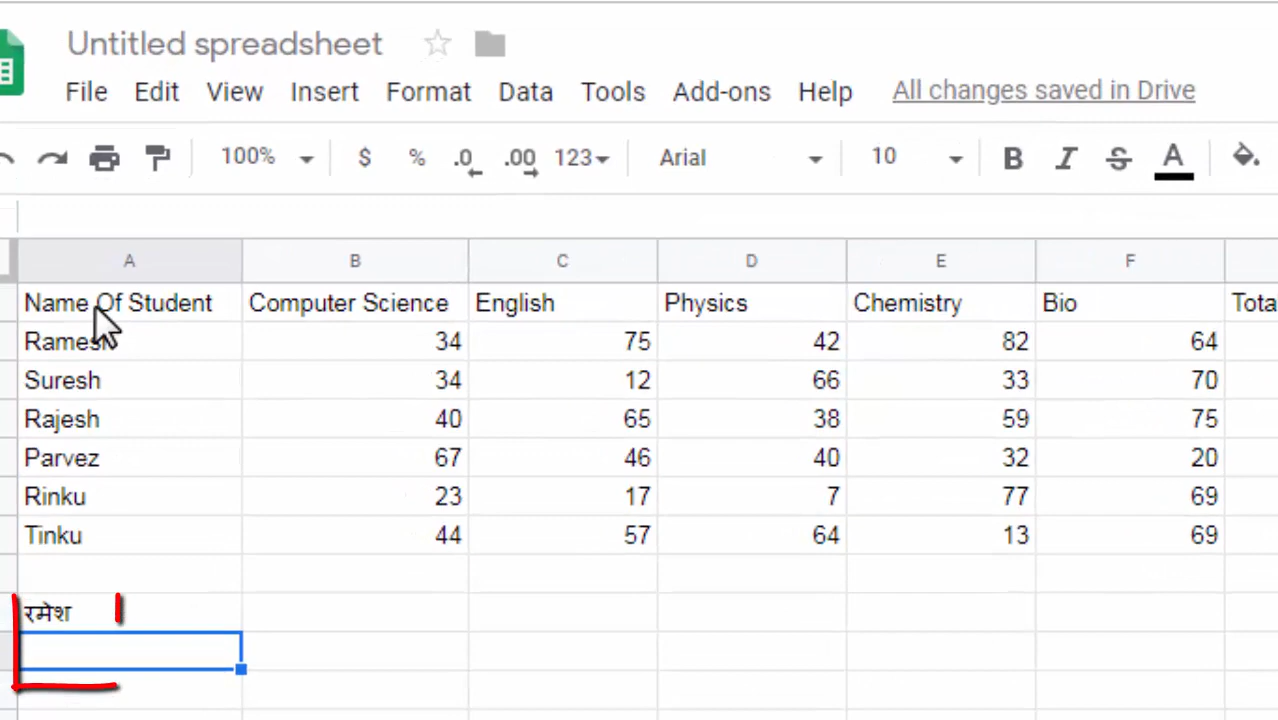 Untitled spreadsheet
File Edit View Insert Format Data Tools Add-ons Help All changes saved in Drive
100% $ % .0 .00 123 Arial 10 B I S A
A B C D E F
Name Of Student Computer Science English Physics Chemistry Bio Tota
Ramesh 34 75 42 82 64
Suresh 34 12 66 33 70
Rajesh 40 65 38 59 75
Parvez 67 46 40 32 20
Rinku 23 17 7 77 69
Tinku 44 57 64 13 69
रमेश